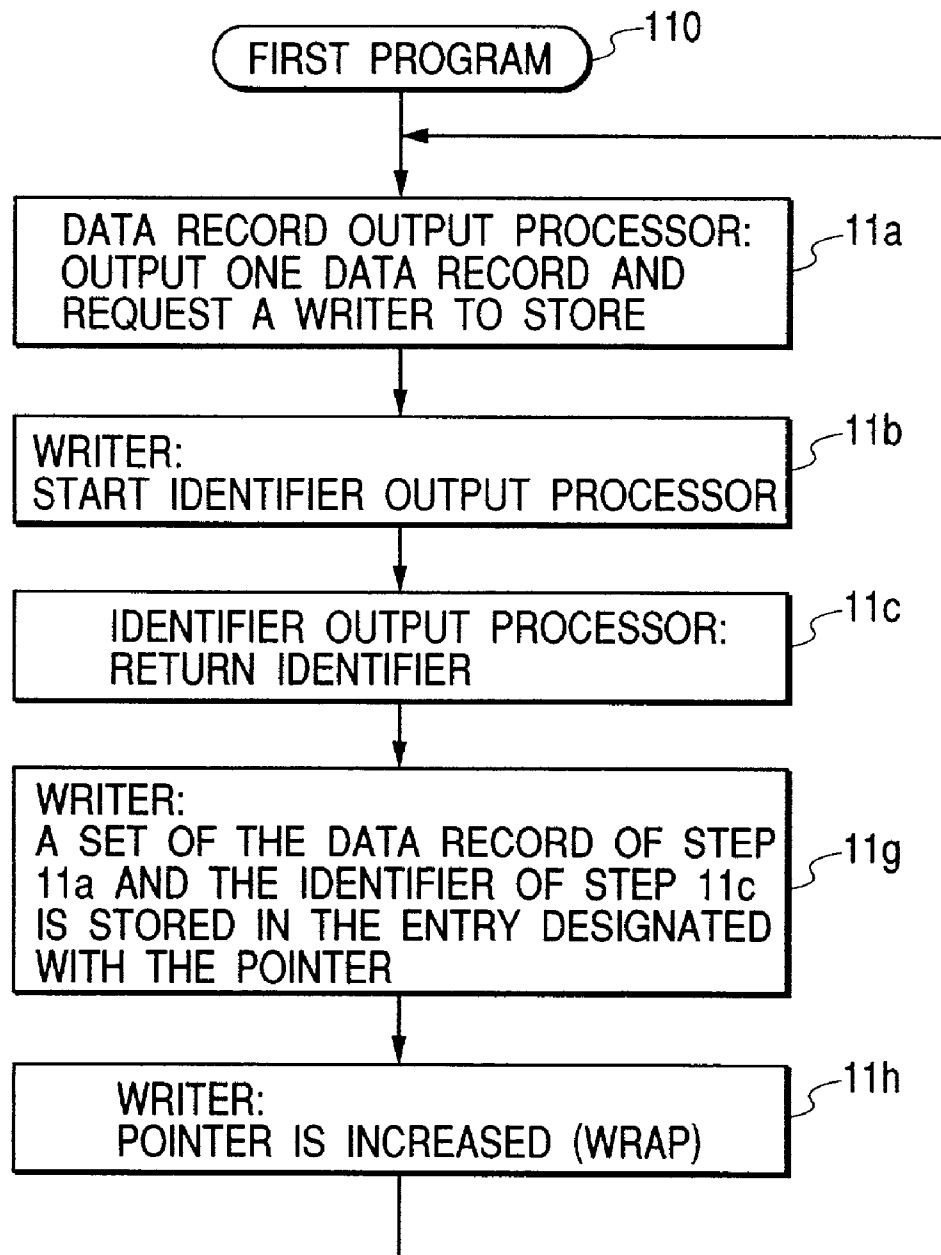 FIRST PROGRAM
110
DATA RECORD OUTPUT PROCESSOR:
OUTPUT ONE DATA RECORD AND
REQUEST A WRITER TO STORE
11a
WRITER:
START IDENTIFIER OUTPUT PROCESSOR
11b
IDENTIFIER OUTPUT PROCESSOR:
RETURN IDENTIFIER
11c
WRITER:
A SET OF THE DATA RECORD OF STEP
11a AND THE IDENTIFIER OF STEP 11c
IS STORED IN THE ENTRY DESIGNATED
WITH THE POINTER
11g
WRITER:
POINTER IS INCREASED (WRAP)
11h